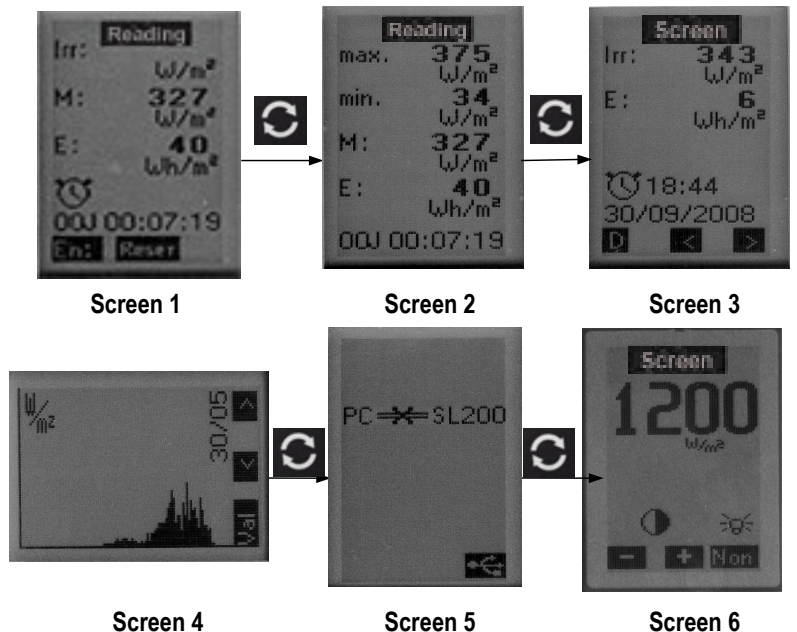 Reading
Irr:
W/m²
M: 327
W/m²
E: 40
Wh/m²
00J 00:07:19
En: Reser
Screen 1
Reading
max. 375
W/m²
min. 34
W/m²
M: 327
W/m²
E: 40
Wh/m²
00J 00:07:19
Screen 2
Screen
Irr: 343
W/m²
E: 6
Wh/m²
18:44
30/09/2008
D < >
Screen 3
W/m²
30/05
Val
Screen 4
PC SL200
Screen 5
Screen
1200
W/m²
- + Non
Screen 6